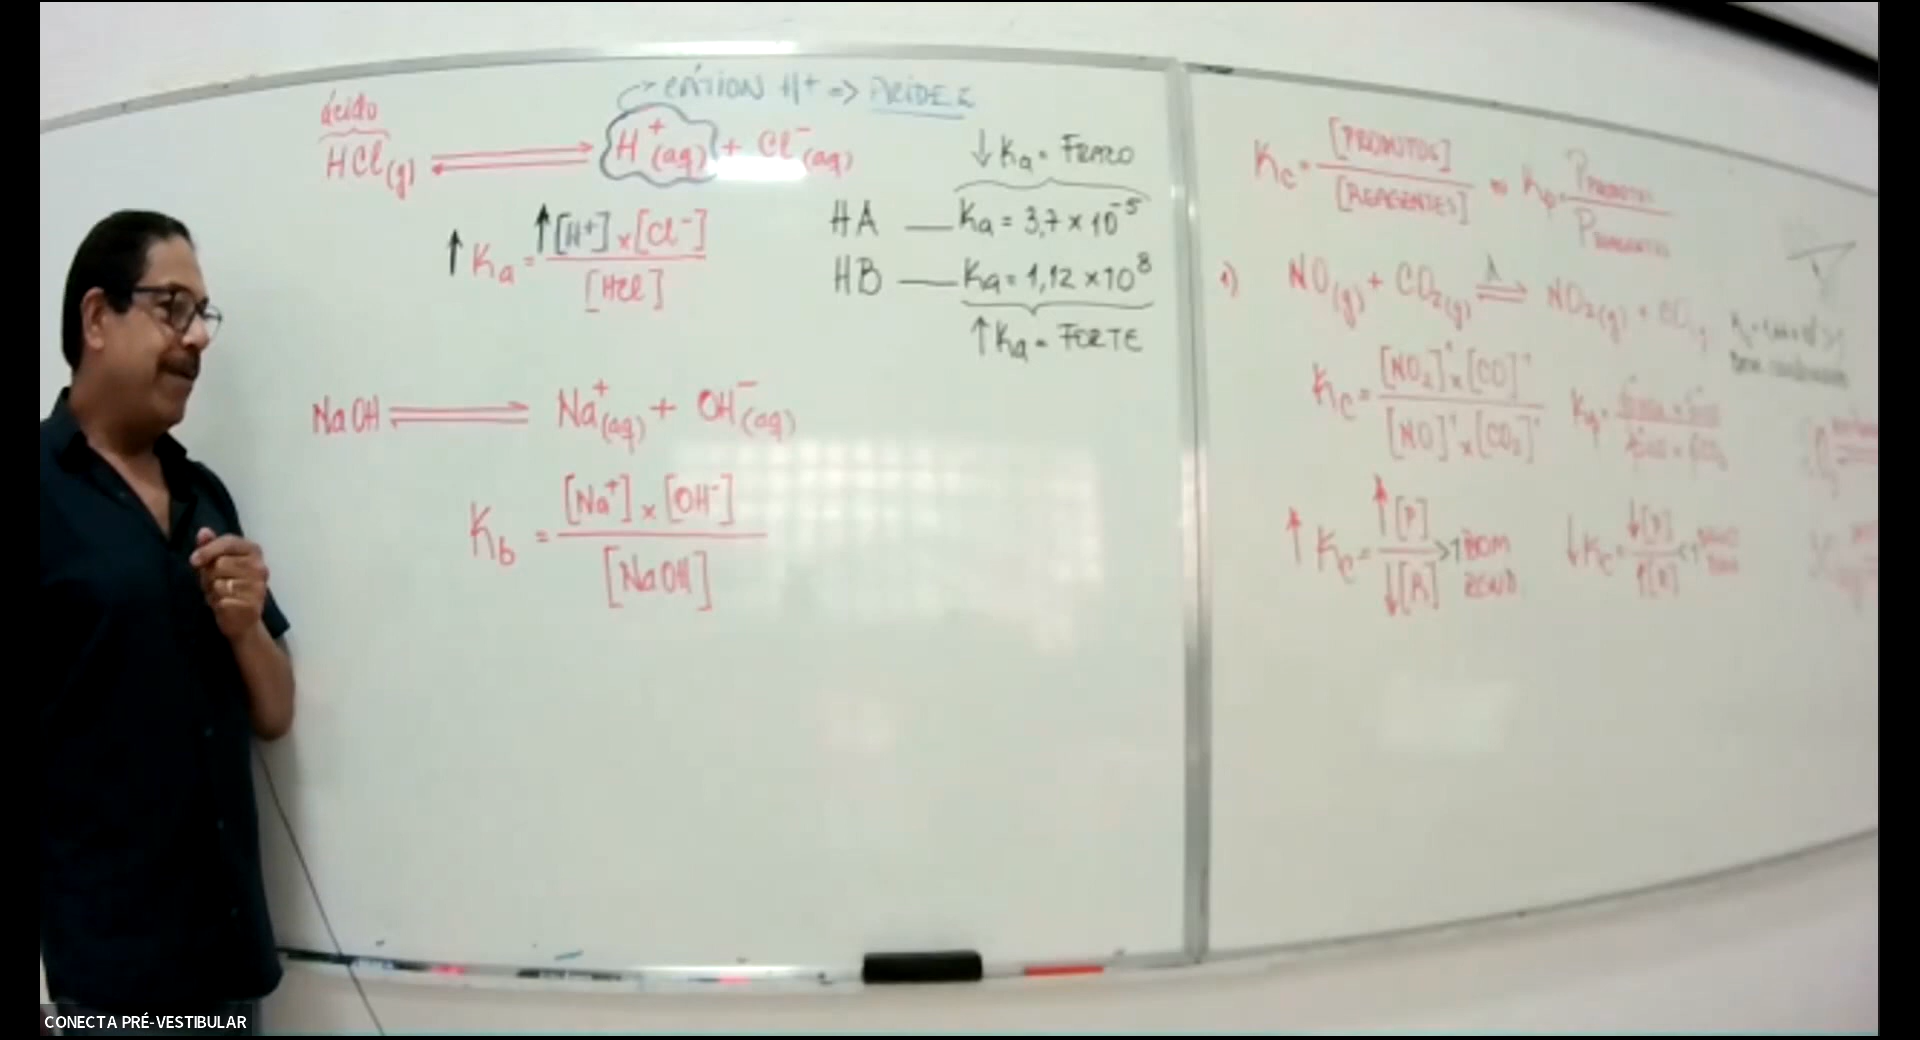 cátion H+ => ACIDEZ
ácido
HCl(g) ⇌ H+(aq) + Cl-(aq)
↑ Ka = ↑[H+] x [Cl-]
[HCl]
↓ Ka = FRACO
HA — Ka = 3,7 x 10-5
HB — Ka = 1,12 x 10 8
↑ Ka = FORTE
NaOH ⇌ Na+(aq) + OH-(aq)
Kb = [Na+] x [OH-]
[NaOH]
Kc = [PRODUTOS]
[REAGENTES]
1) NO(g) + CO2(g) ⇌ NO2(g) + CO
Kc = [NO2]1 x [CO]1
[NO]1 x [CO2]1
↑ Kc = ↑[P] >1 BOM
↓[R] REND
↓ Kc = ↓[P]
↑[R]
CONECTA PRÉ-VESTIBULAR